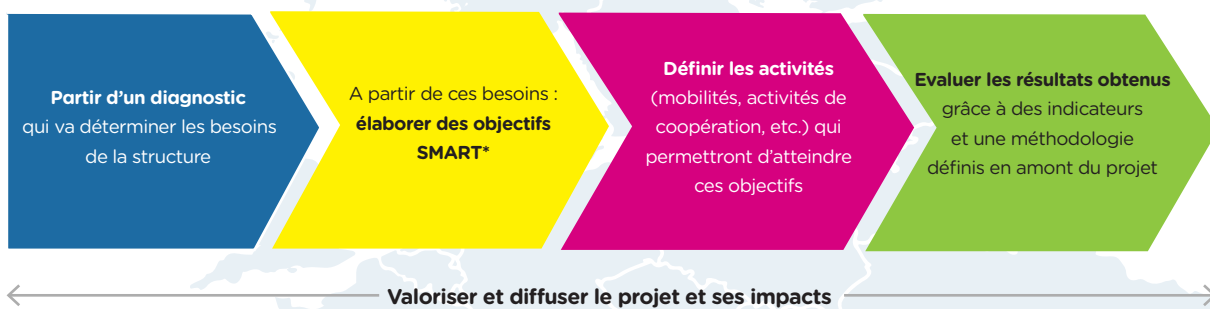 Partir d'un diagnostic
qui va déterminer les besoins
de la structure
A partir de ces besoins :
élaborer des objectifs
SMART*
Définir les activités
(mobilités, activités de
coopération, etc.) qui
permettront d'atteindre
ces objectifs
Evaluer les résultats obtenus
grâce à des indicateurs
et une méthodologie
définis en amont du projet
Valoriser et diffuser le projet et ses impacts